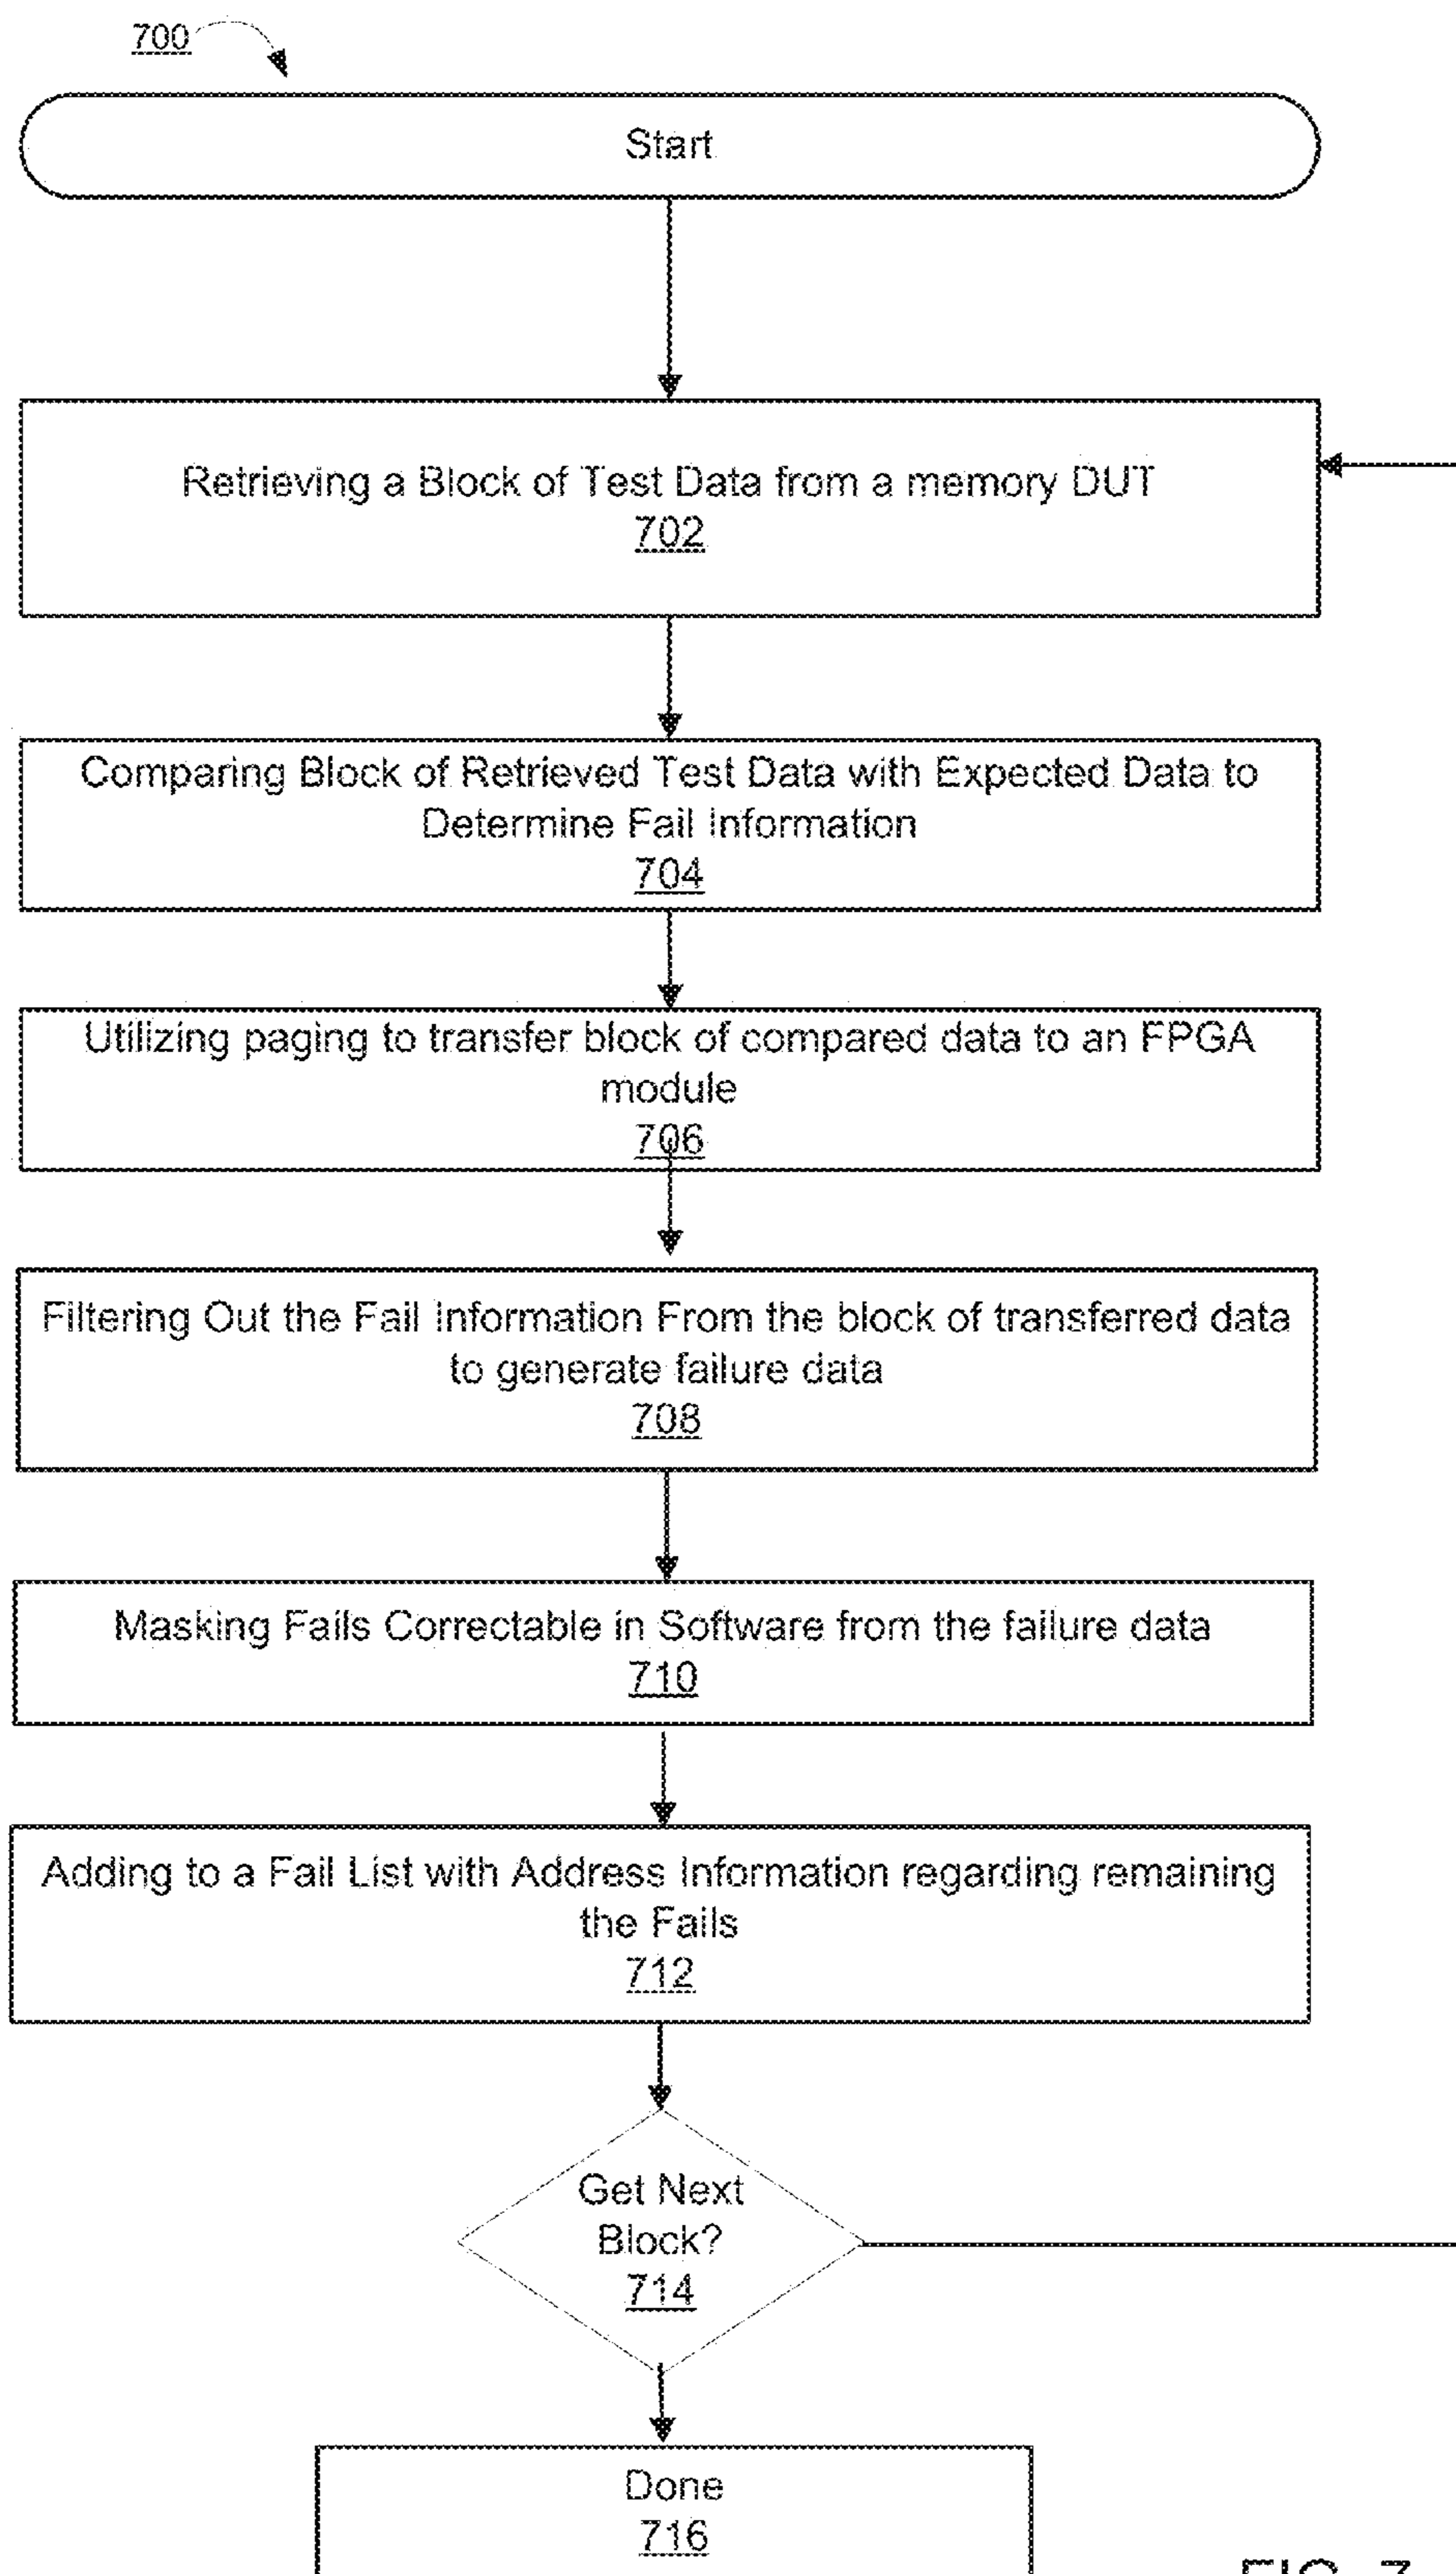 700
Start
Retrieving a Block of Test Data from a memory DUT
702
Comparing Block of Retrieved Test Data with Expected Data to
Determine Fail Information
704
Utilizing paging to transfer block of compared data to an FPGA
module
706
Filtering Out the Fail Information From the block of transferred data
to generate failure data
708
Masking Fails Correctable in Software from the failure data
710
Adding to a Fail List with Address Information regarding remaining
the Fails
712
Get Next
Block?
714
Done
716
FIG. 7